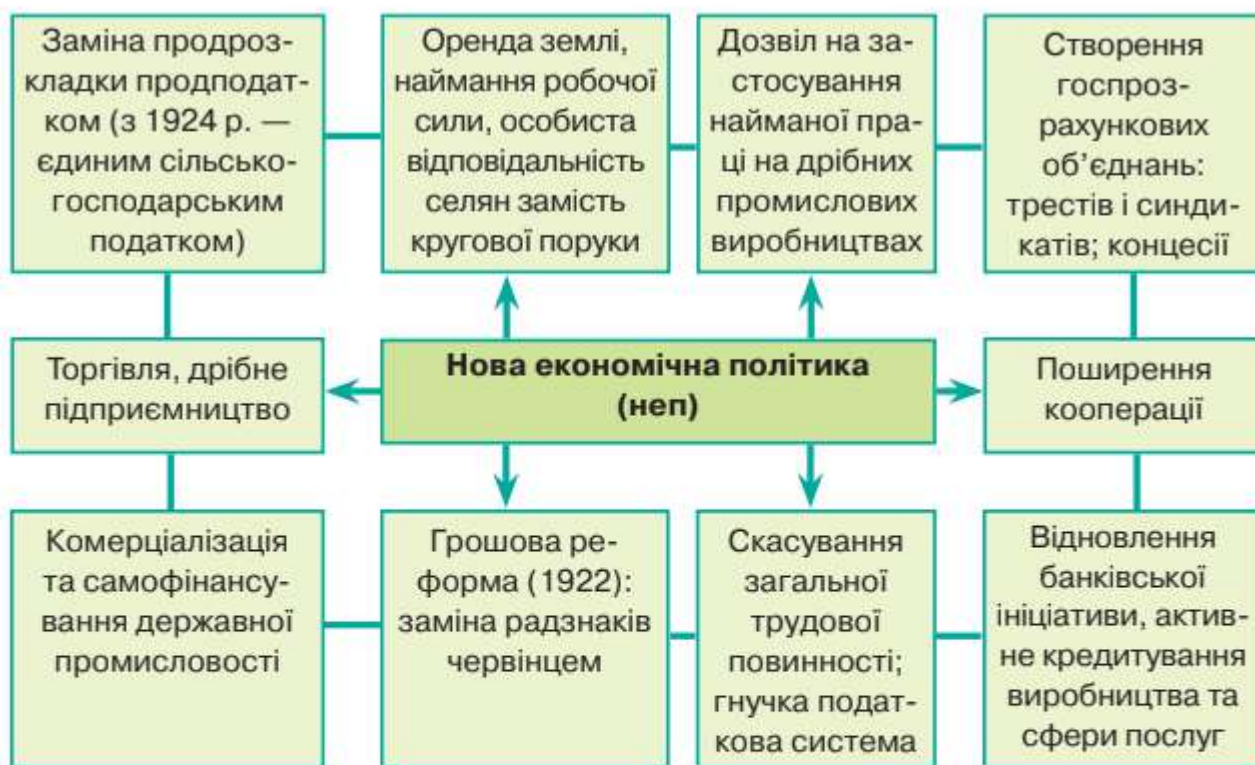 Заміна продроз-
кладки продподат-
ком (з 1924 р. —
єдиним сільсько-
господарським
податком)
Оренда землі,
наймання робочої
сили, особиста
відповідальність
селян замість
кругової поруки
Дозвіл на за-
стосування
найманої пра-
ці на дрібних
промислових
виробництвах
Створення
госпроз-
рахункових
об’єднань:
трестів і синди-
катів; концесії
Торгівля, дрібне
підприємництво
Нова економічна політика
(неп)
Поширення
кооперації
Комерціалізація
та самофінансу-
вання державної
промисловості
Грошова ре-
форма (1922):
заміна радзнаків
червінцем
Скасування
загальної
трудової
повинності;
гнучка подат-
кова система
Відновлення
банківської
ініціативи, актив-
не кредитування
виробництва та
сфери послуг